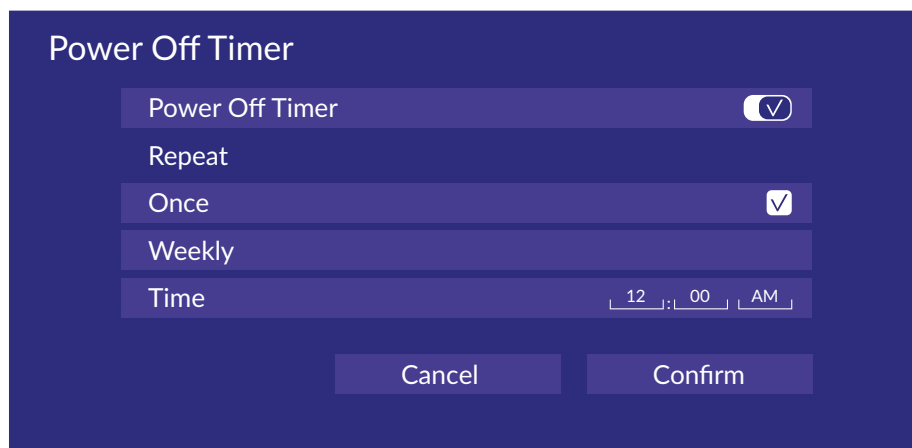 Power Off Timer
Power Off Timer
Repeat
Once
Weekly
Time 12 : 00 AM
Cancel Confirm